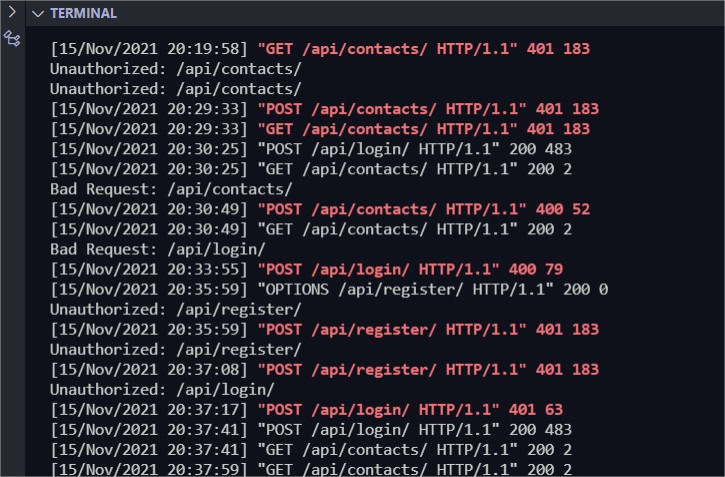 TERMINAL
[15/Nov/2021 20:19:58] "GET /api/contacts/ HTTP/1.1" 401 183
Unauthorized: /api/contacts/
Unauthorized: /api/contacts/
[15/Nov/2021 20:29:33] "POST /api/contacts/ HTTP/1.1" 401 183
[15/Nov/2021 20:29:33] "GET /api/contacts/ HTTP/1.1" 401 183
[15/Nov/2021 20:30:25] "POST /api/login/ HTTP/1.1" 200 483
[15/Nov/2021 20:30:25] "GET /api/contacts/ HTTP/1.1" 200 2
Bad Request: /api/contacts/
[15/Nov/2021 20:30:49] "POST /api/contacts/ HTTP/1.1" 400 52
[15/Nov/2021 20:30:49] "GET /api/contacts/ HTTP/1.1" 200 2
Bad Request: /api/login/
[15/Nov/2021 20:33:55] "POST /api/login/ HTTP/1.1" 400 79
[15/Nov/2021 20:35:59] "OPTIONS /api/register/ HTTP/1.1" 200 0
Unauthorized: /api/register/
[15/Nov/2021 20:35:59] "POST /api/register/ HTTP/1.1" 401 183
Unauthorized: /api/register/
[15/Nov/2021 20:37:08] "POST /api/register/ HTTP/1.1" 401 183
Unauthorized: /api/login/
[15/Nov/2021 20:37:17] "POST /api/login/ HTTP/1.1" 401 63
[15/Nov/2021 20:37:41] "POST /api/login/ HTTP/1.1" 200 483
[15/Nov/2021 20:37:41] "GET /api/contacts/ HTTP/1.1" 200 2
[15/Nov/2021 20:37:59] "GET /api/contacts/ HTTP/1.1" 200 2